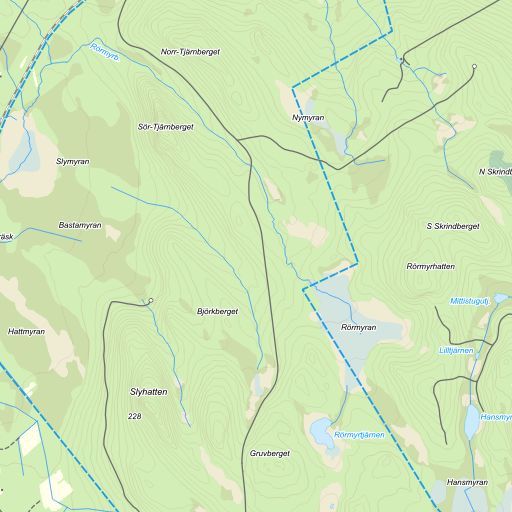 Rörmyrb.
Norr-Tjärnberget
Nymyran
Sör-Tjärnberget
Slymyran
N Skrindb
Bastamyran
S Skrindberget
räsk
Rörmyrhatten
Mittistugutj.
Björkberget
Rörmyran
Hattmyran
Lilltjärnen
Slyhatten
228
Hansmyr
Rörmyrtjärnen
Gruvberget
Hansmyran